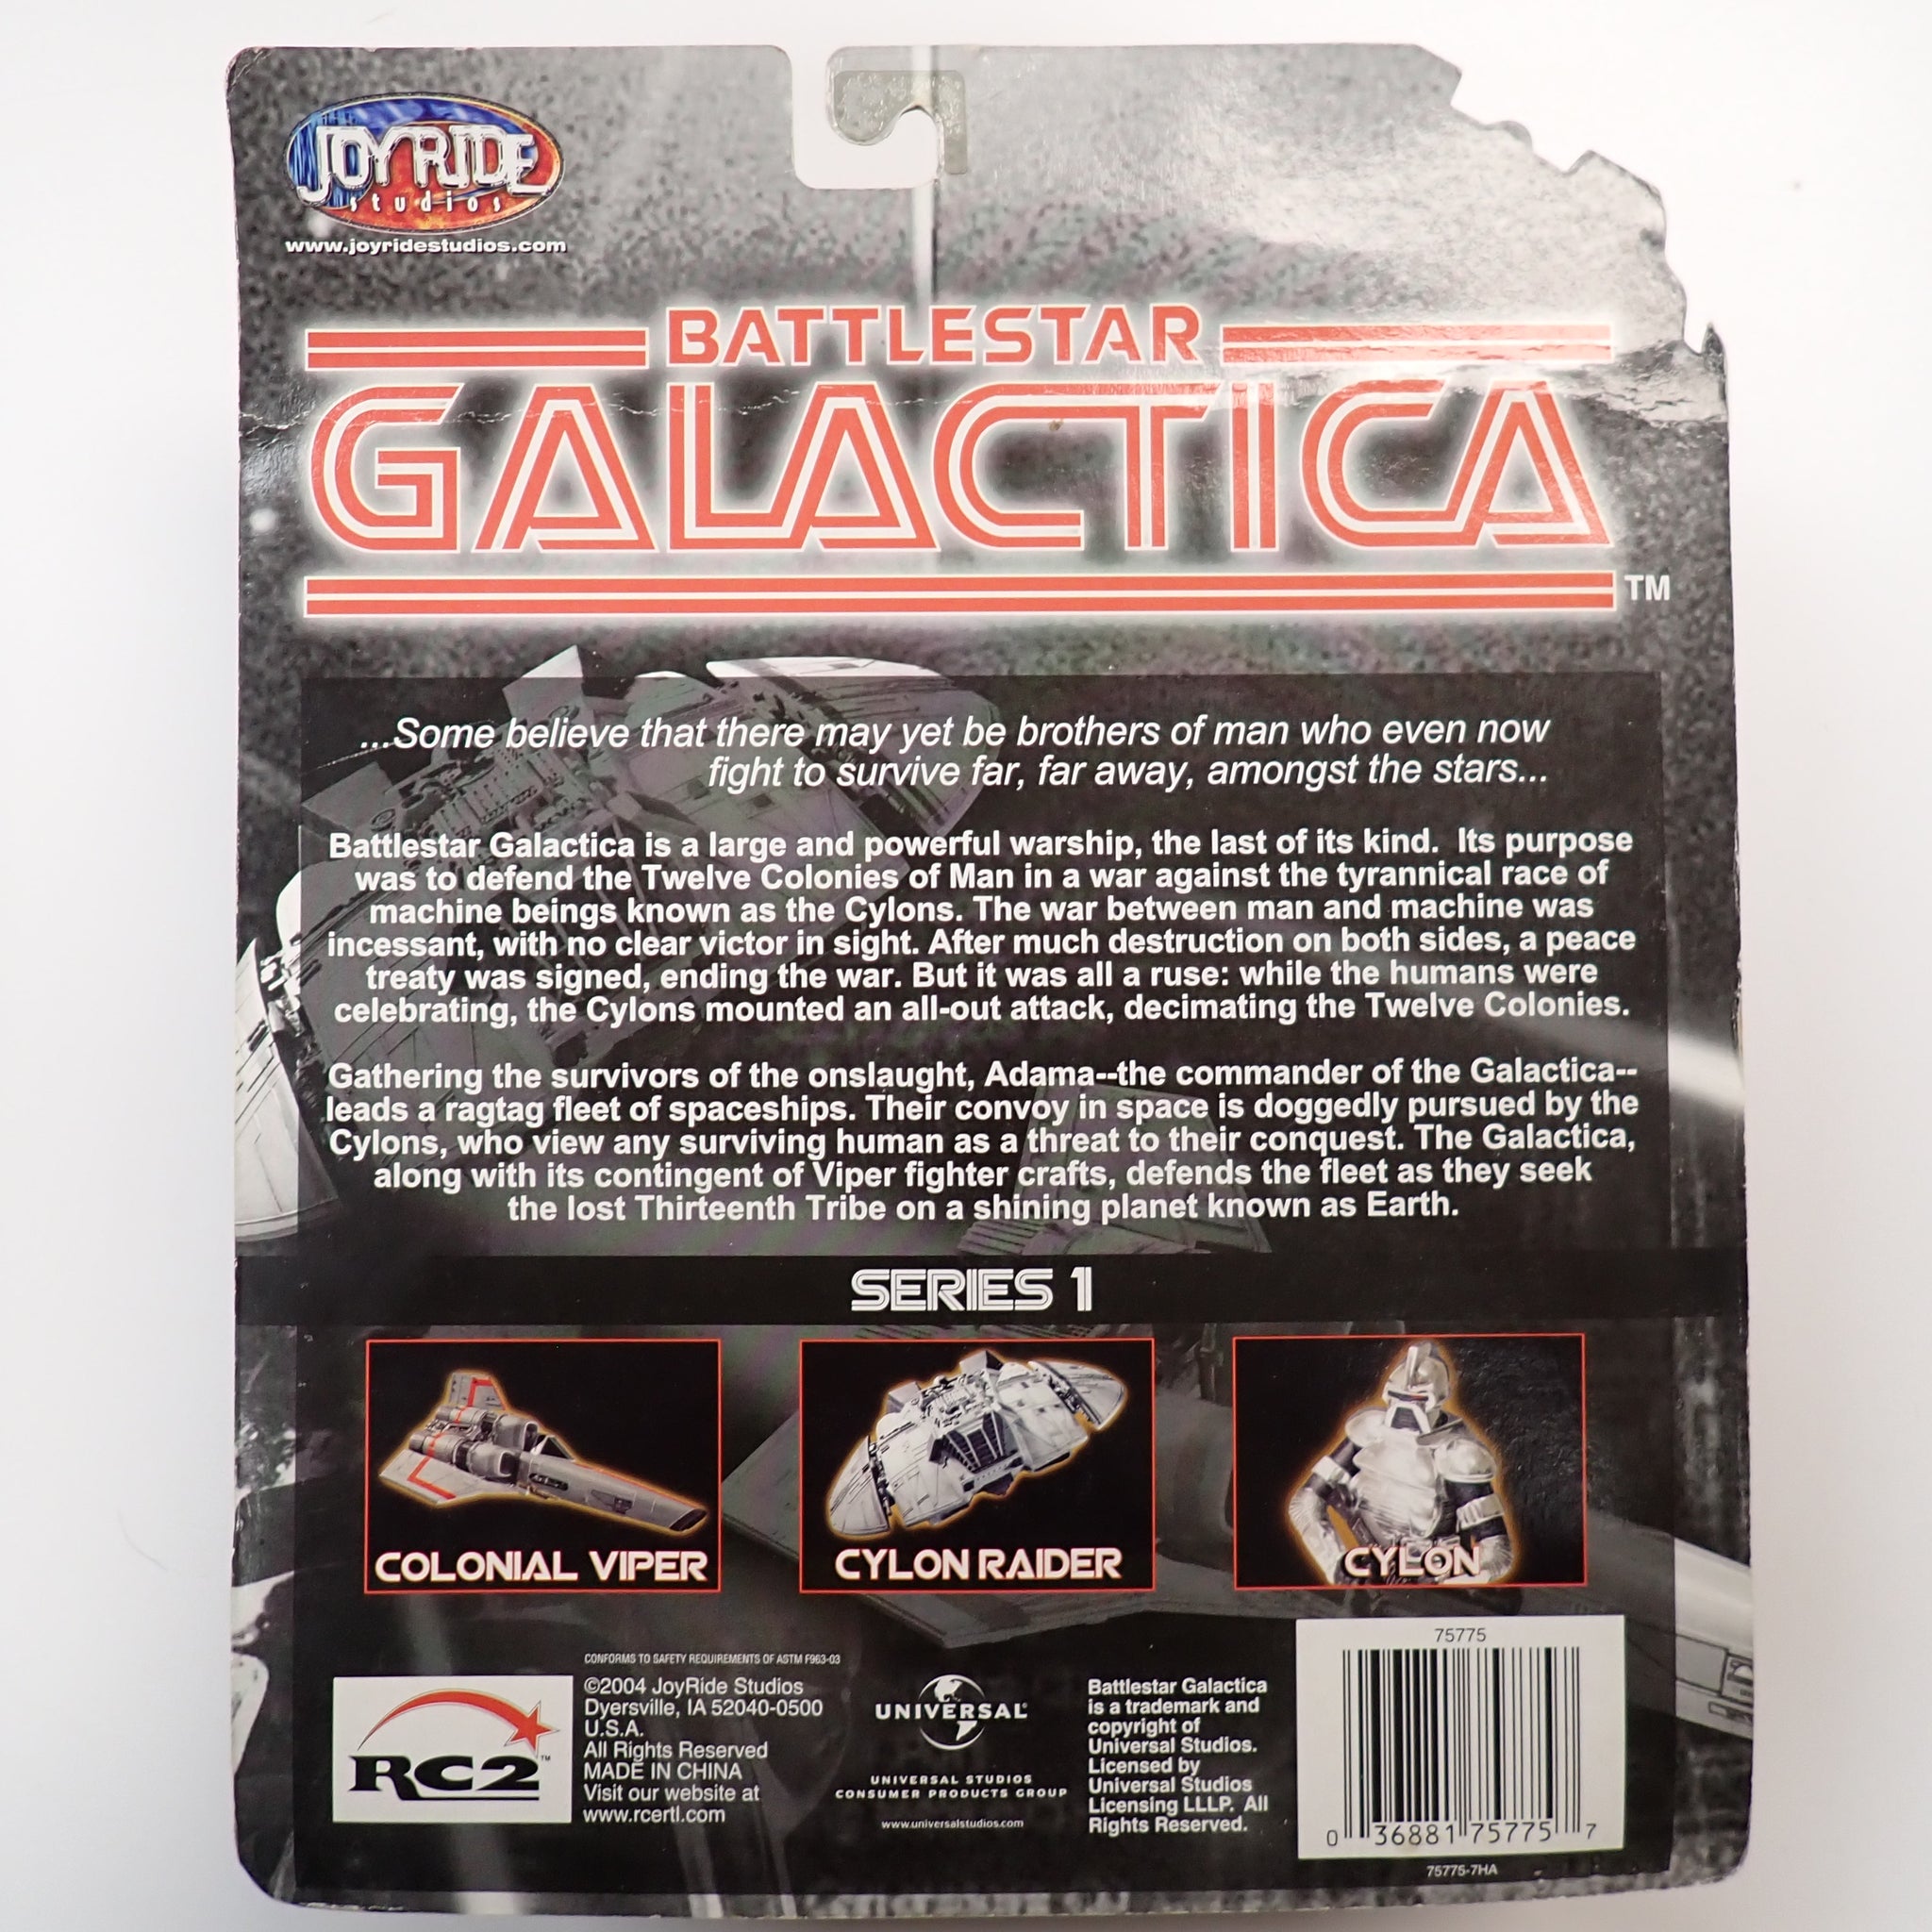 JOYRIDE
studios
www.joyridestudios.com
BATTLESTAR
GALACTICA
TM
...Some believe that there may yet be brothers of man who even now
fight to survive far, far away, amongst the stars...
Battlestar Galactica is a large and powerful warship, the last of its kind.  Its purpose
was to defend the Twelve Colonies of Man in a war against the tyrannical race of
machine beings known as the Cylons. The war between man and machine was
incessant, with no clear victor in sight. After much destruction on both sides, a peace
treaty was signed, ending the war. But it was all a ruse: while the humans were
celebrating, the Cylons mounted an all-out attack, decimating the Twelve Colonies.
Gathering the survivors of the onslaught, Adama--the commander of the Galactica--
leads a ragtag fleet of spaceships. Their convoy in space is doggedly pursued by the
Cylons, who view any surviving human as a threat to their conquest. The Galactica,
along with its contingent of Viper fighter crafts, defends the fleet as they seek
the lost Thirteenth Tribe on a shining planet known as Earth.
SERIES 1
COLONIAL VIPER
CYLON RAIDER
CYLON
RC2™
CONFORMS TO SAFETY REQUIREMENTS OF ASTM F963-03
©2004 JoyRide Studios
Dyersville, IA 52040-0500
U.S.A.
All Rights Reserved
MADE IN CHINA
Visit our website at
www.rcertl.com
UNIVERSAL®
UNIVERSAL STUDIOS
CONSUMER PRODUCTS GROUP
www.universalstudios.com
Battlestar Galactica
is a trademark and
copyright of
Universal Studios.
Licensed by
Universal Studios
Licensing LLLP. All
Rights Reserved.
75775
0 36881 75775 7
75775-7HA